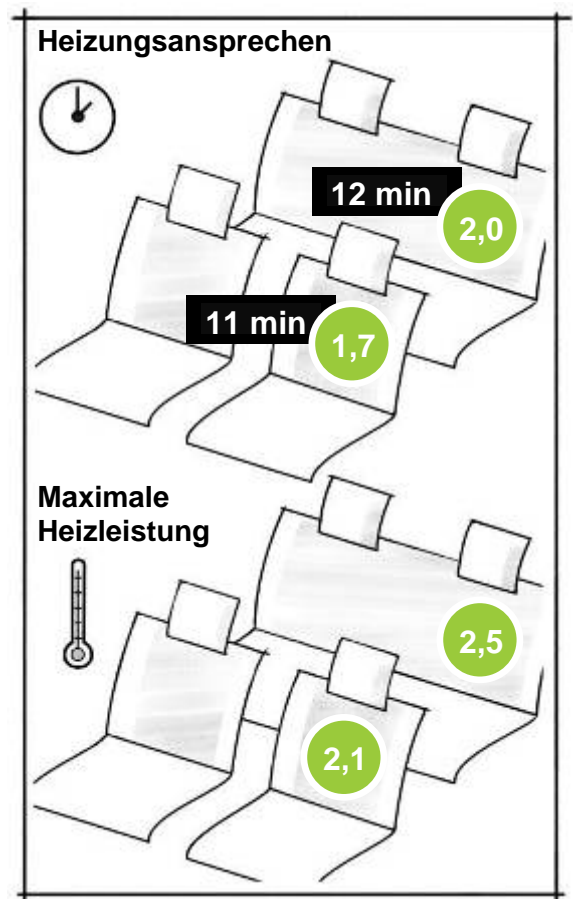 Heizungsansprechen
12 min
2,0
11 min
1,7
Maximale
Heizleistung
2,5
2,1